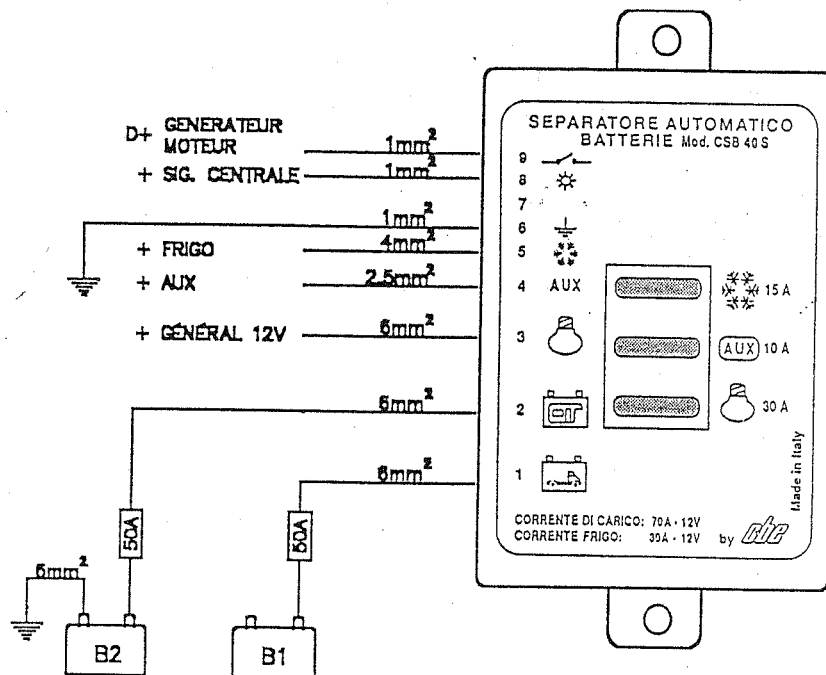 D+ GENERATEUR MOTEUR 1mm²
+ SIG. CENTRALE 1mm²
1mm²
+ FRIGO 4mm²
+ AUX 2.5mm²
+ GÉNÉRAL 12V 6mm²
6mm²
6mm²
50A
50A
6mm²
B2
B1
SEPARATORE AUTOMATICO
BATTERIE Mod. CSB 40 S
9
8
7
6
5
4 AUX
3
2
1
15 A
AUX 10 A
30 A
Made in Italy
CORRENTE DI CARICO: 70A - 12V
CORRENTE FRIGO: 30A - 12V
by cbe